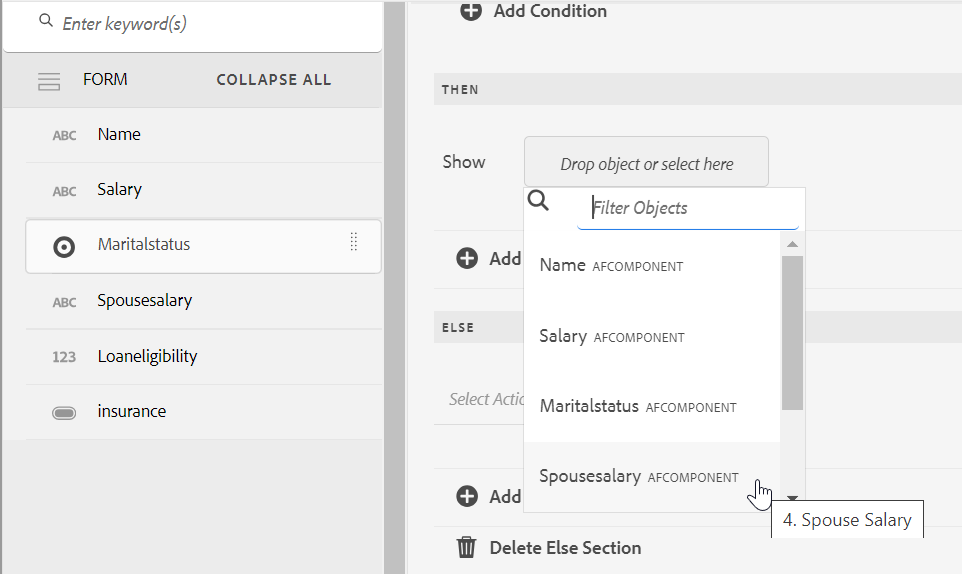 Enter keyword(s)
FORM COLLAPSE ALL
ABC Name
ABC Salary
Maritalstatus
ABC Spousesalary
123 Loaneligibility
insurance
Add Condition
THEN
Show Drop object or select here
Filter Objects
Name AFCOMPONENT
Salary AFCOMPONENT
Maritalstatus AFCOMPONENT
Spousesalary AFCOMPONENT
4. Spouse Salary
Add
ELSE
Select Actio
Add
Delete Else Section